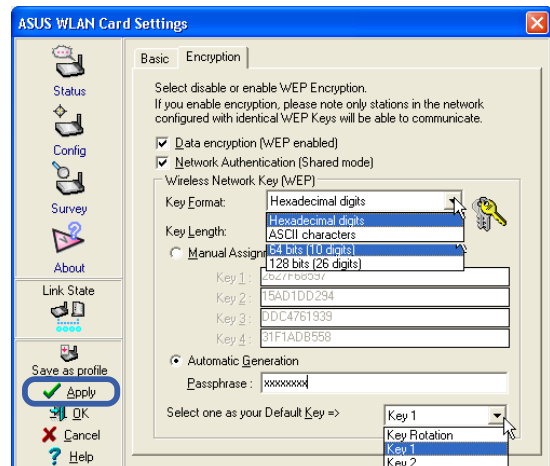 ASUS WLAN Card Settings
Status
Config
Survey
About
Link State
Save as profile
Apply
OK
Cancel
Help
Basic
Encryption
Select disable or enable WEP Encryption.
If you enable encryption, please note only stations in the network
configured with identical WEP Keys will be able to communicate.
Data encryption (WEP enabled)
Network Authentication (Shared mode)
Wireless Network Key (WEP)
Key Format: Hexadecimal digits
Hexadecimal digits
ASCII characters
Key Length:
64 bits (10 digits)
128 bits (26 digits)
Manual Assignm
Key 1 : 2627F68597
Key 2 : 15AD1DD294
Key 3 : DDC4761939
Key 4 : 31F1ADB558
Automatic Generation
Passphrase : xxxxxxxx
Select one as your Default Key => Key 1
Key Rotation
Key 1
Key 2